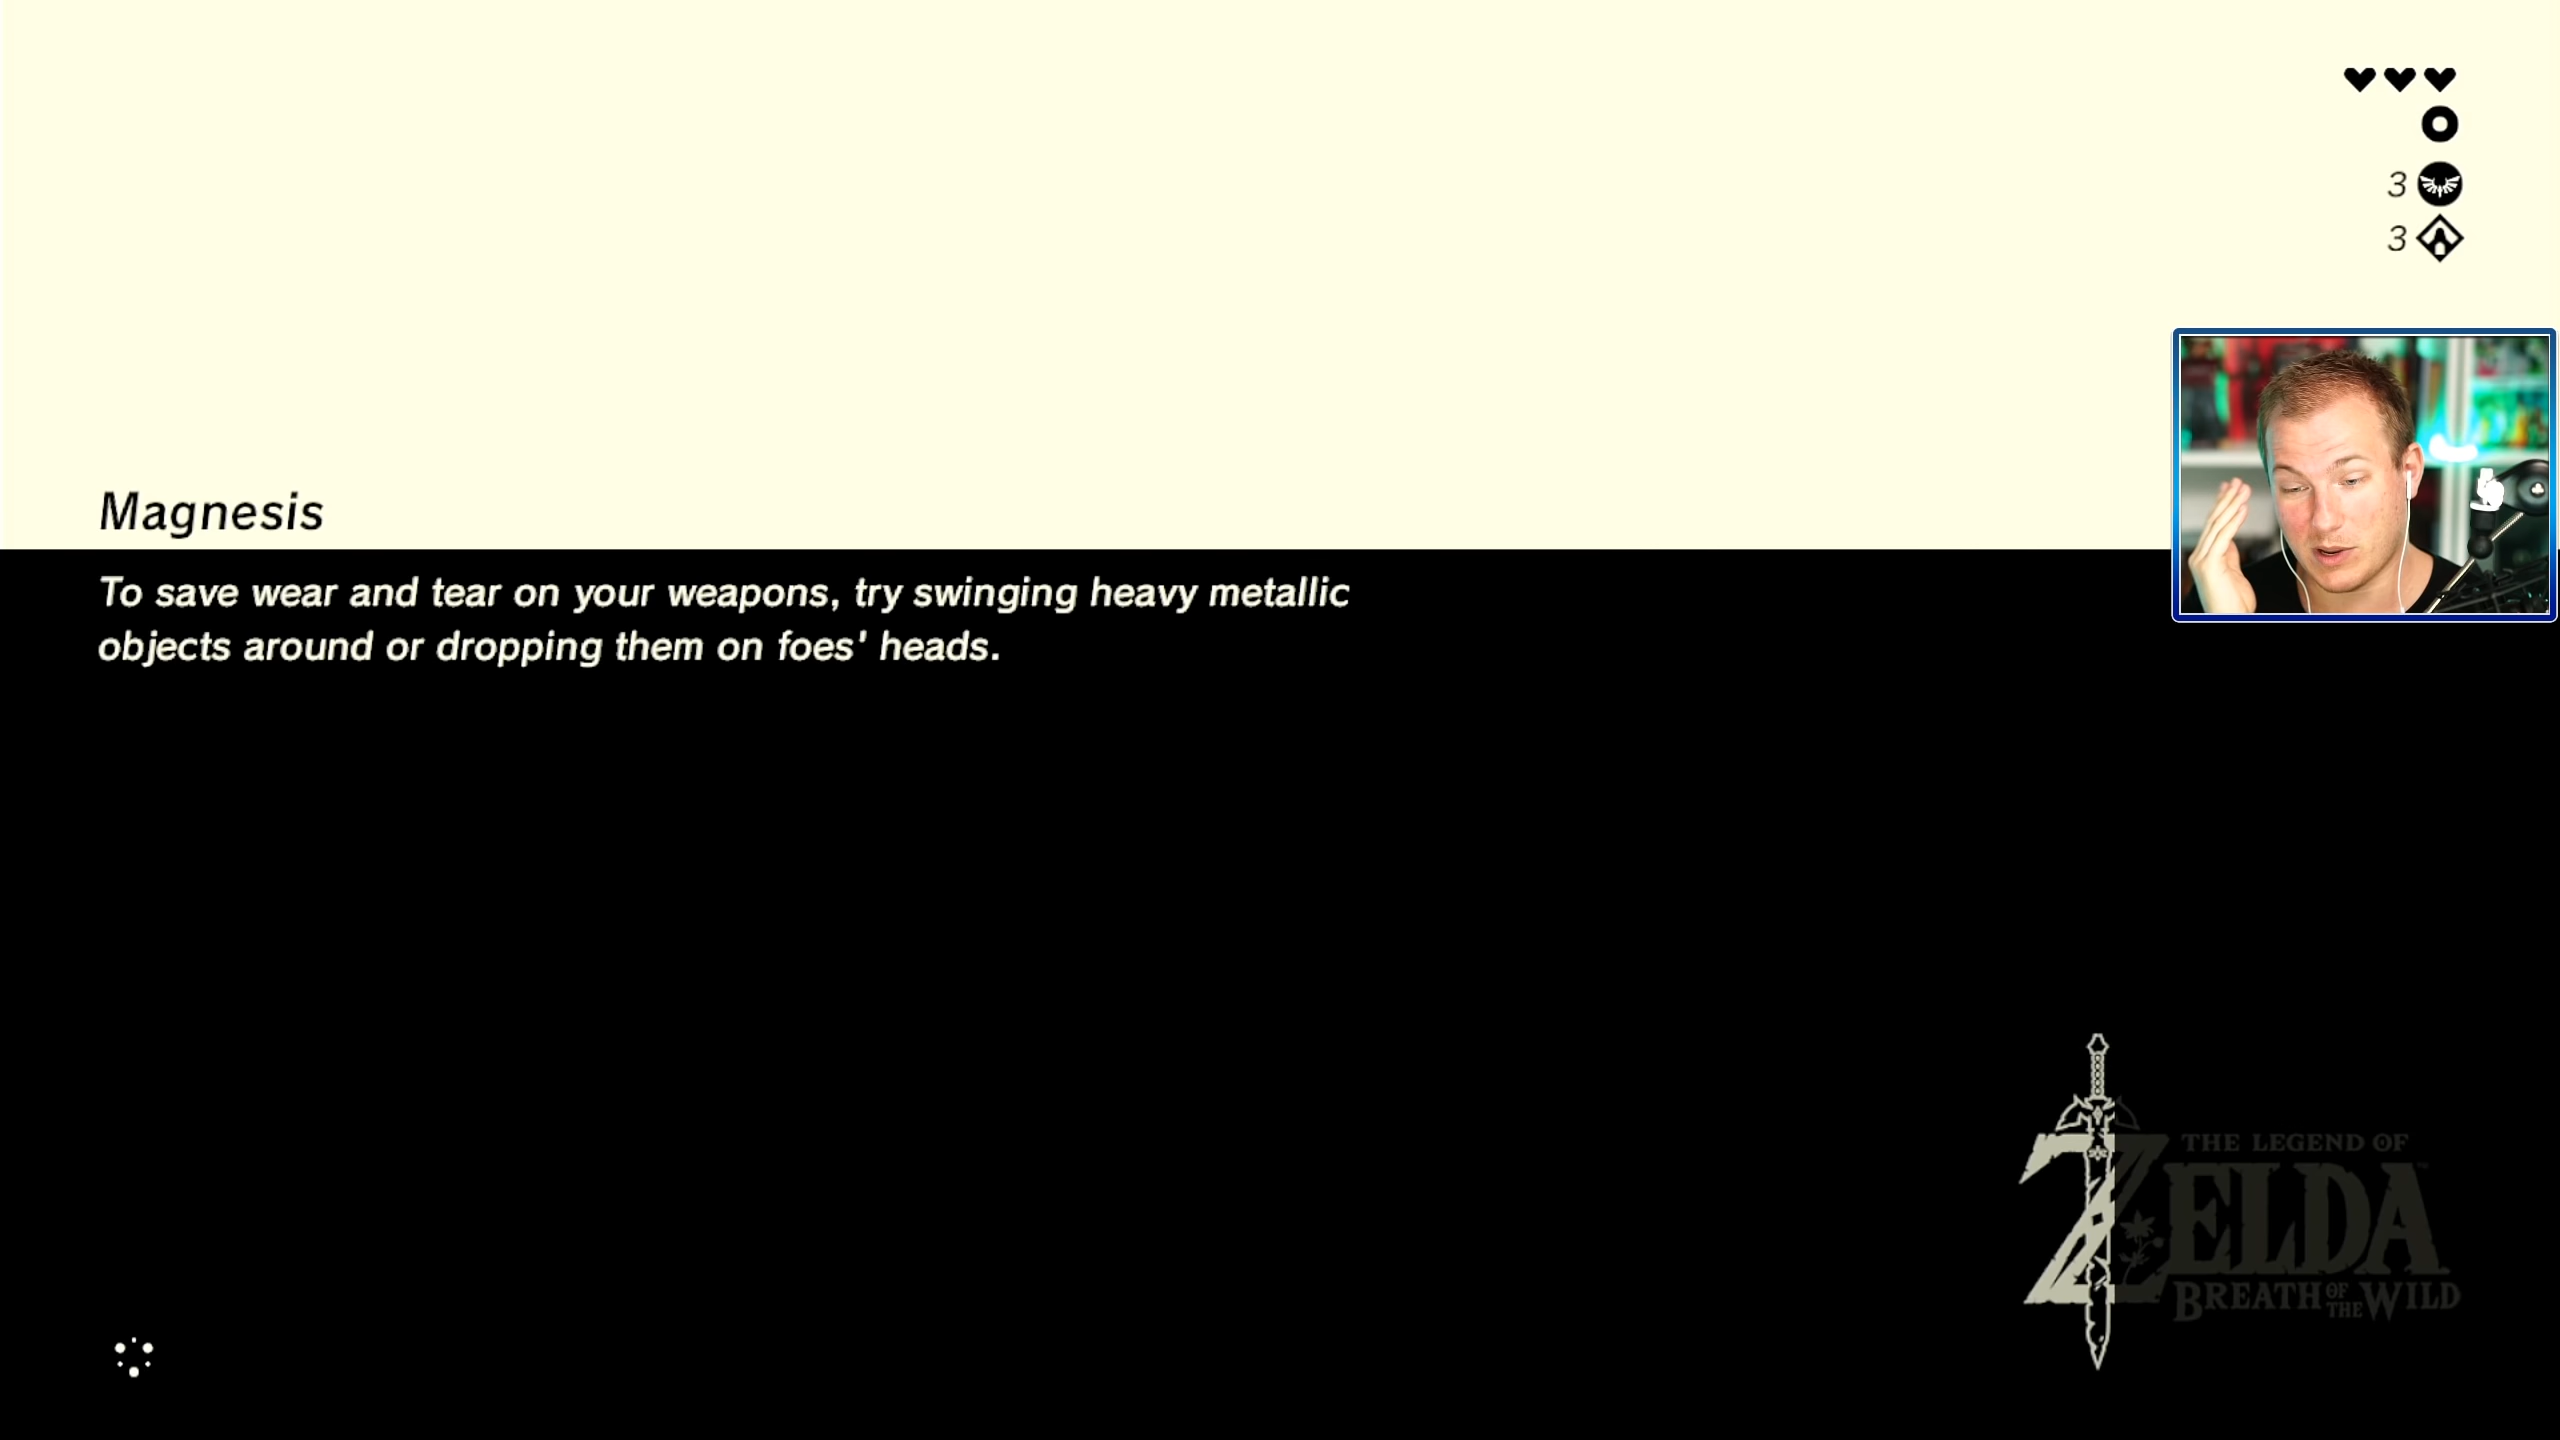 3
3
Magnesis
To save wear and tear on your weapons, try swinging heavy metallic
objects around or dropping them on foes' heads.
THE LEGEND OF
ZELDA
BREATH OF THE WILD